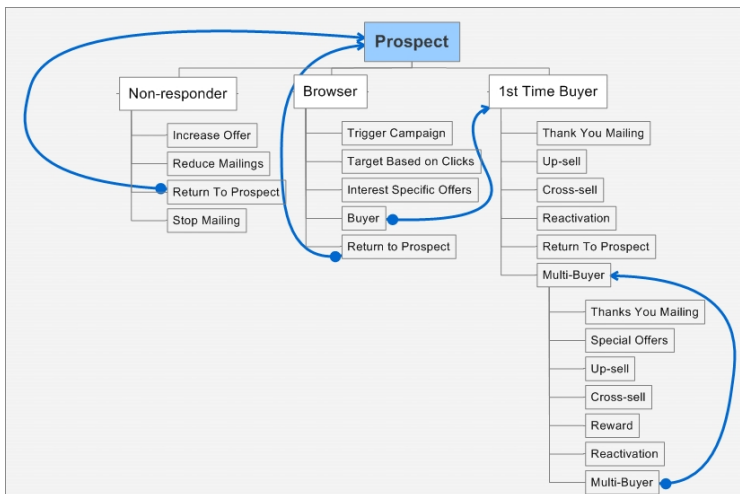 Prospect
Non-responder
Increase Offer
Reduce Mailings
Return To Prospect
Stop Mailing
Browser
Trigger Campaign
Target Based on Clicks
Interest Specific Offers
Buyer
Return to Prospect
1st Time Buyer
Thank You Mailing
Up-sell
Cross-sell
Reactivation
Return To Prospect
Multi-Buyer
Thanks You Mailing
Special Offers
Up-sell
Cross-sell
Reward
Reactivation
Multi-Buyer